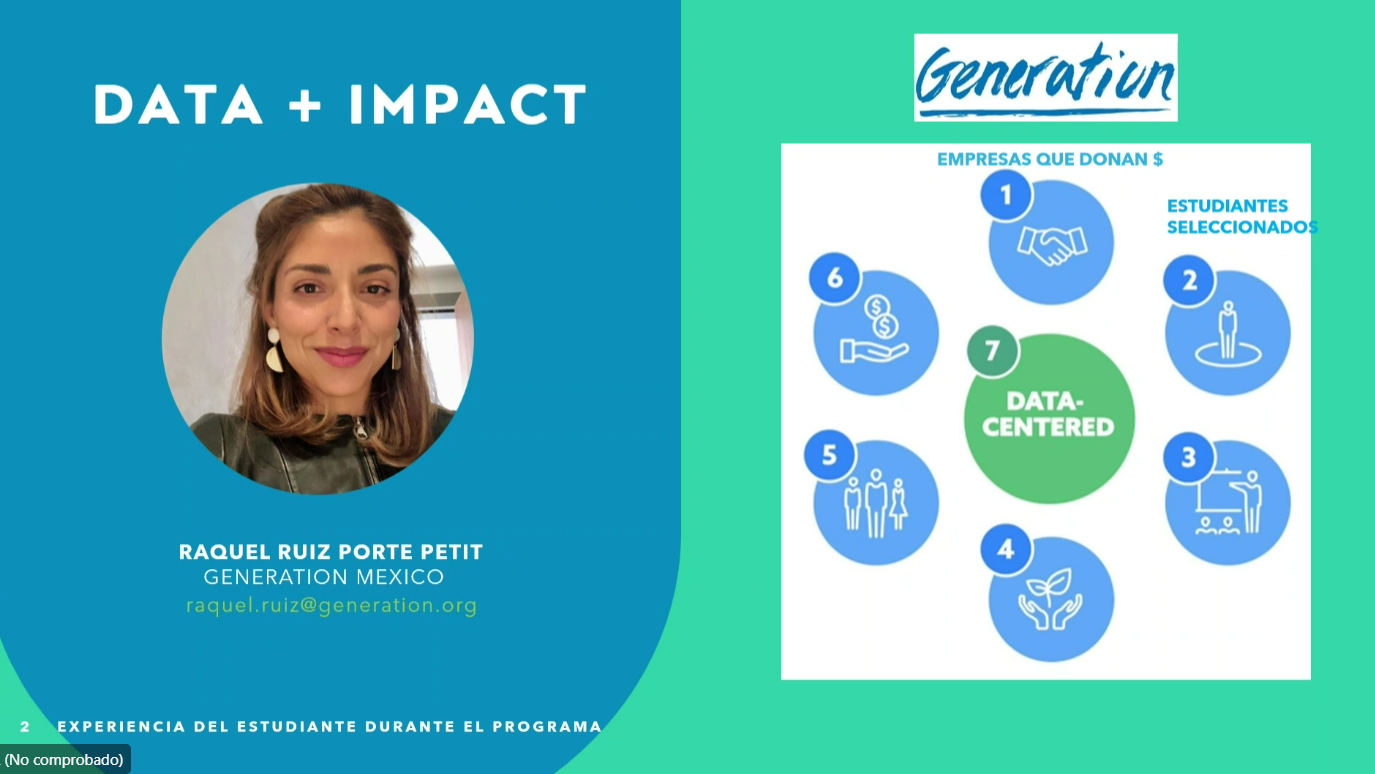 DATA + IMPACT
RAQUEL RUIZ PORTE PETIT
GENERATION MEXICO
raquel.ruiz@generation.org
2 EXPERIENCIA DEL ESTUDIANTE DURANTE EL PROGRAMA
(No comprobado)
Generation
EMPRESAS QUE DONAN $
1
ESTUDIANTES
SELECCIONADOS
6
$
$
2
7
DATA-
CENTERED
5
3
4